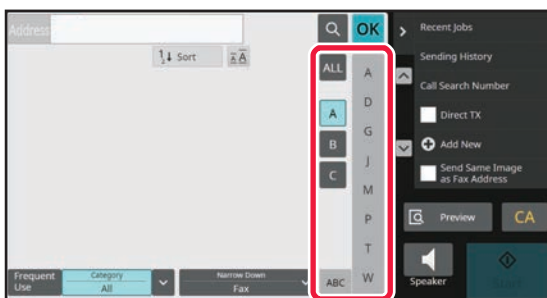 Address
OK
Sort
ALL
A
B
C
ABC
A
D
G
J
M
P
T
W
Frequent
Use
Category
All
Narrow Down
Fax
Recent Jobs
Sending History
Call Search Number
Direct TX
Add New
Send Same Image
as Fax Address
Preview
CA
Speaker
Start